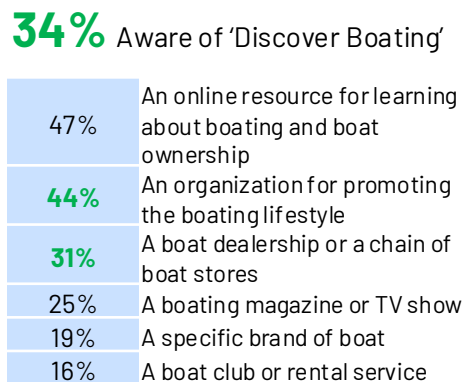 34% Aware of ‘Discover Boating’
47%
An online resource for learning
about boating and boat
ownership
44%
An organization for promoting
the boating lifestyle
31%
A boat dealership or a chain of
boat stores
25% A boating magazine or TV show
19% A specific brand of boat
16% A boat club or rental service